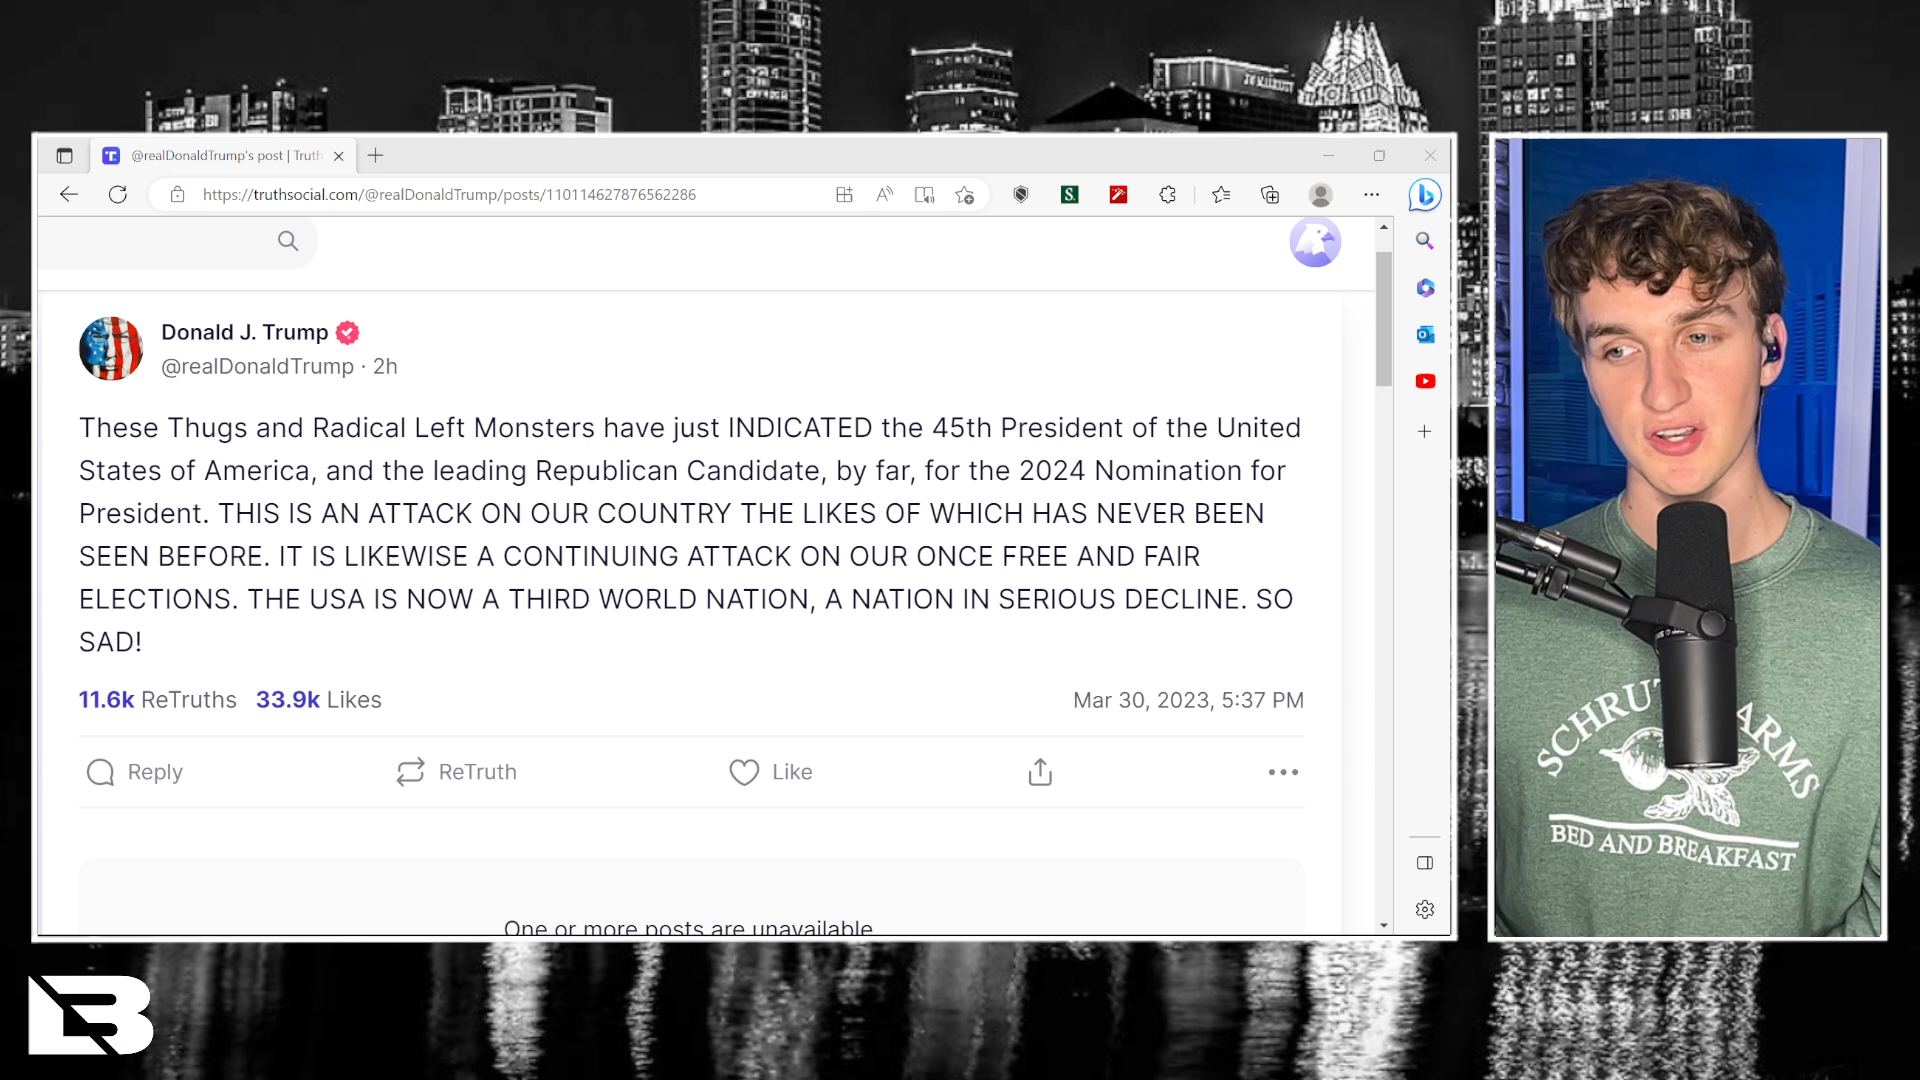 @realDonaldTrump's post | Truth
https://truthsocial.com/@realDonaldTrump/posts/110114627876562286
Donald J. Trump
@realDonaldTrump · 2h
These Thugs and Radical Left Monsters have just INDICATED the 45th President of the United
States of America, and the leading Republican Candidate, by far, for the 2024 Nomination for
President. THIS IS AN ATTACK ON OUR COUNTRY THE LIKES OF WHICH HAS NEVER BEEN
SEEN BEFORE. IT IS LIKEWISE A CONTINUING ATTACK ON OUR ONCE FREE AND FAIR
ELECTIONS. THE USA IS NOW A THIRD WORLD NATION, A NATION IN SERIOUS DECLINE. SO
SAD!
11.6k ReTruths 33.9k Likes
Mar 30, 2023, 5:37 PM
Reply ReTruth Like
One or more posts are unavailable
BED AND BREAKFAST
B